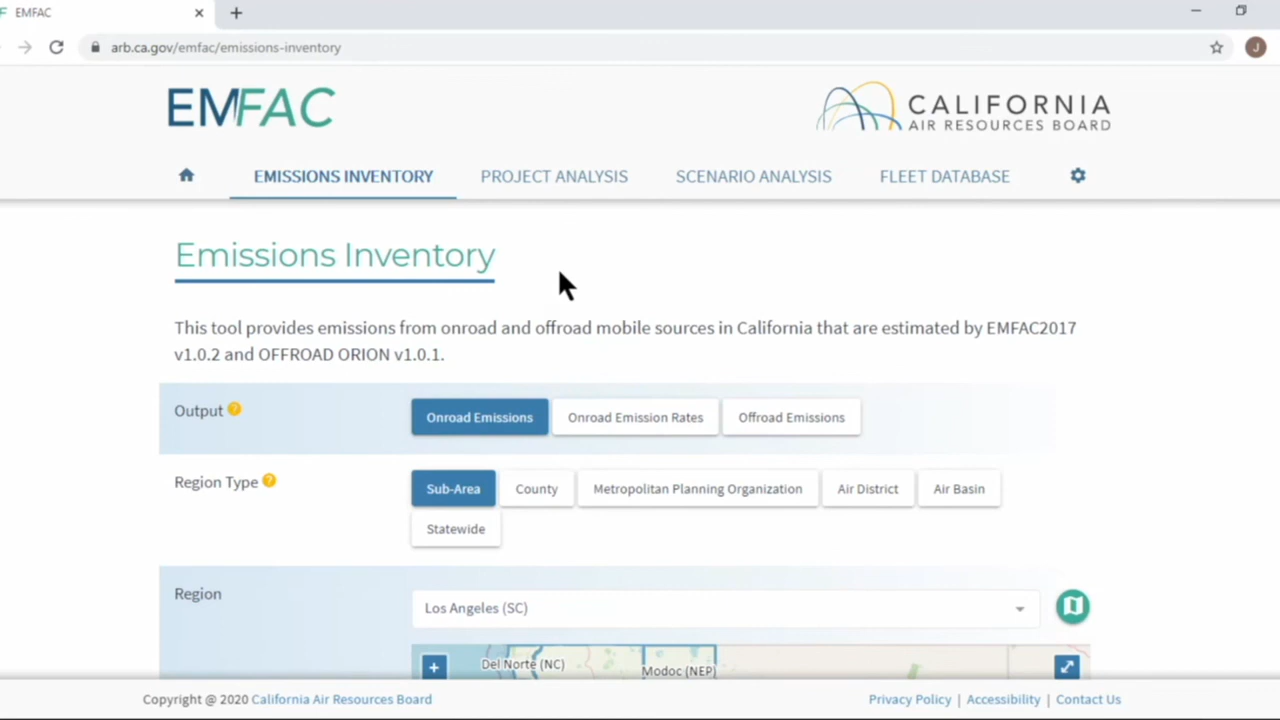 EMFAC
arb.ca.gov/emfac/emissions-inventory
J
EMFAC
CALIFORNIA
AIR RESOURCES BOARD
EMISSIONS INVENTORY
PROJECT ANALYSIS
SCENARIO ANALYSIS
FLEET DATABASE
Emissions Inventory
This tool provides emissions from onroad and offroad mobile sources in California that are estimated by EMFAC2017
v1.0.2 and OFFROAD ORION v1.0.1.
Output ?
Onroad Emissions
Onroad Emission Rates
Offroad Emissions
Region Type ?
Sub-Area
County
Metropolitan Planning Organization
Air District
Air Basin
Statewide
Region
Los Angeles (SC)
+
Del Norte (NC)
Modoc (NEP)
Copyright @ 2020 California Air Resources Board
Privacy Policy | Accessibility | Contact Us